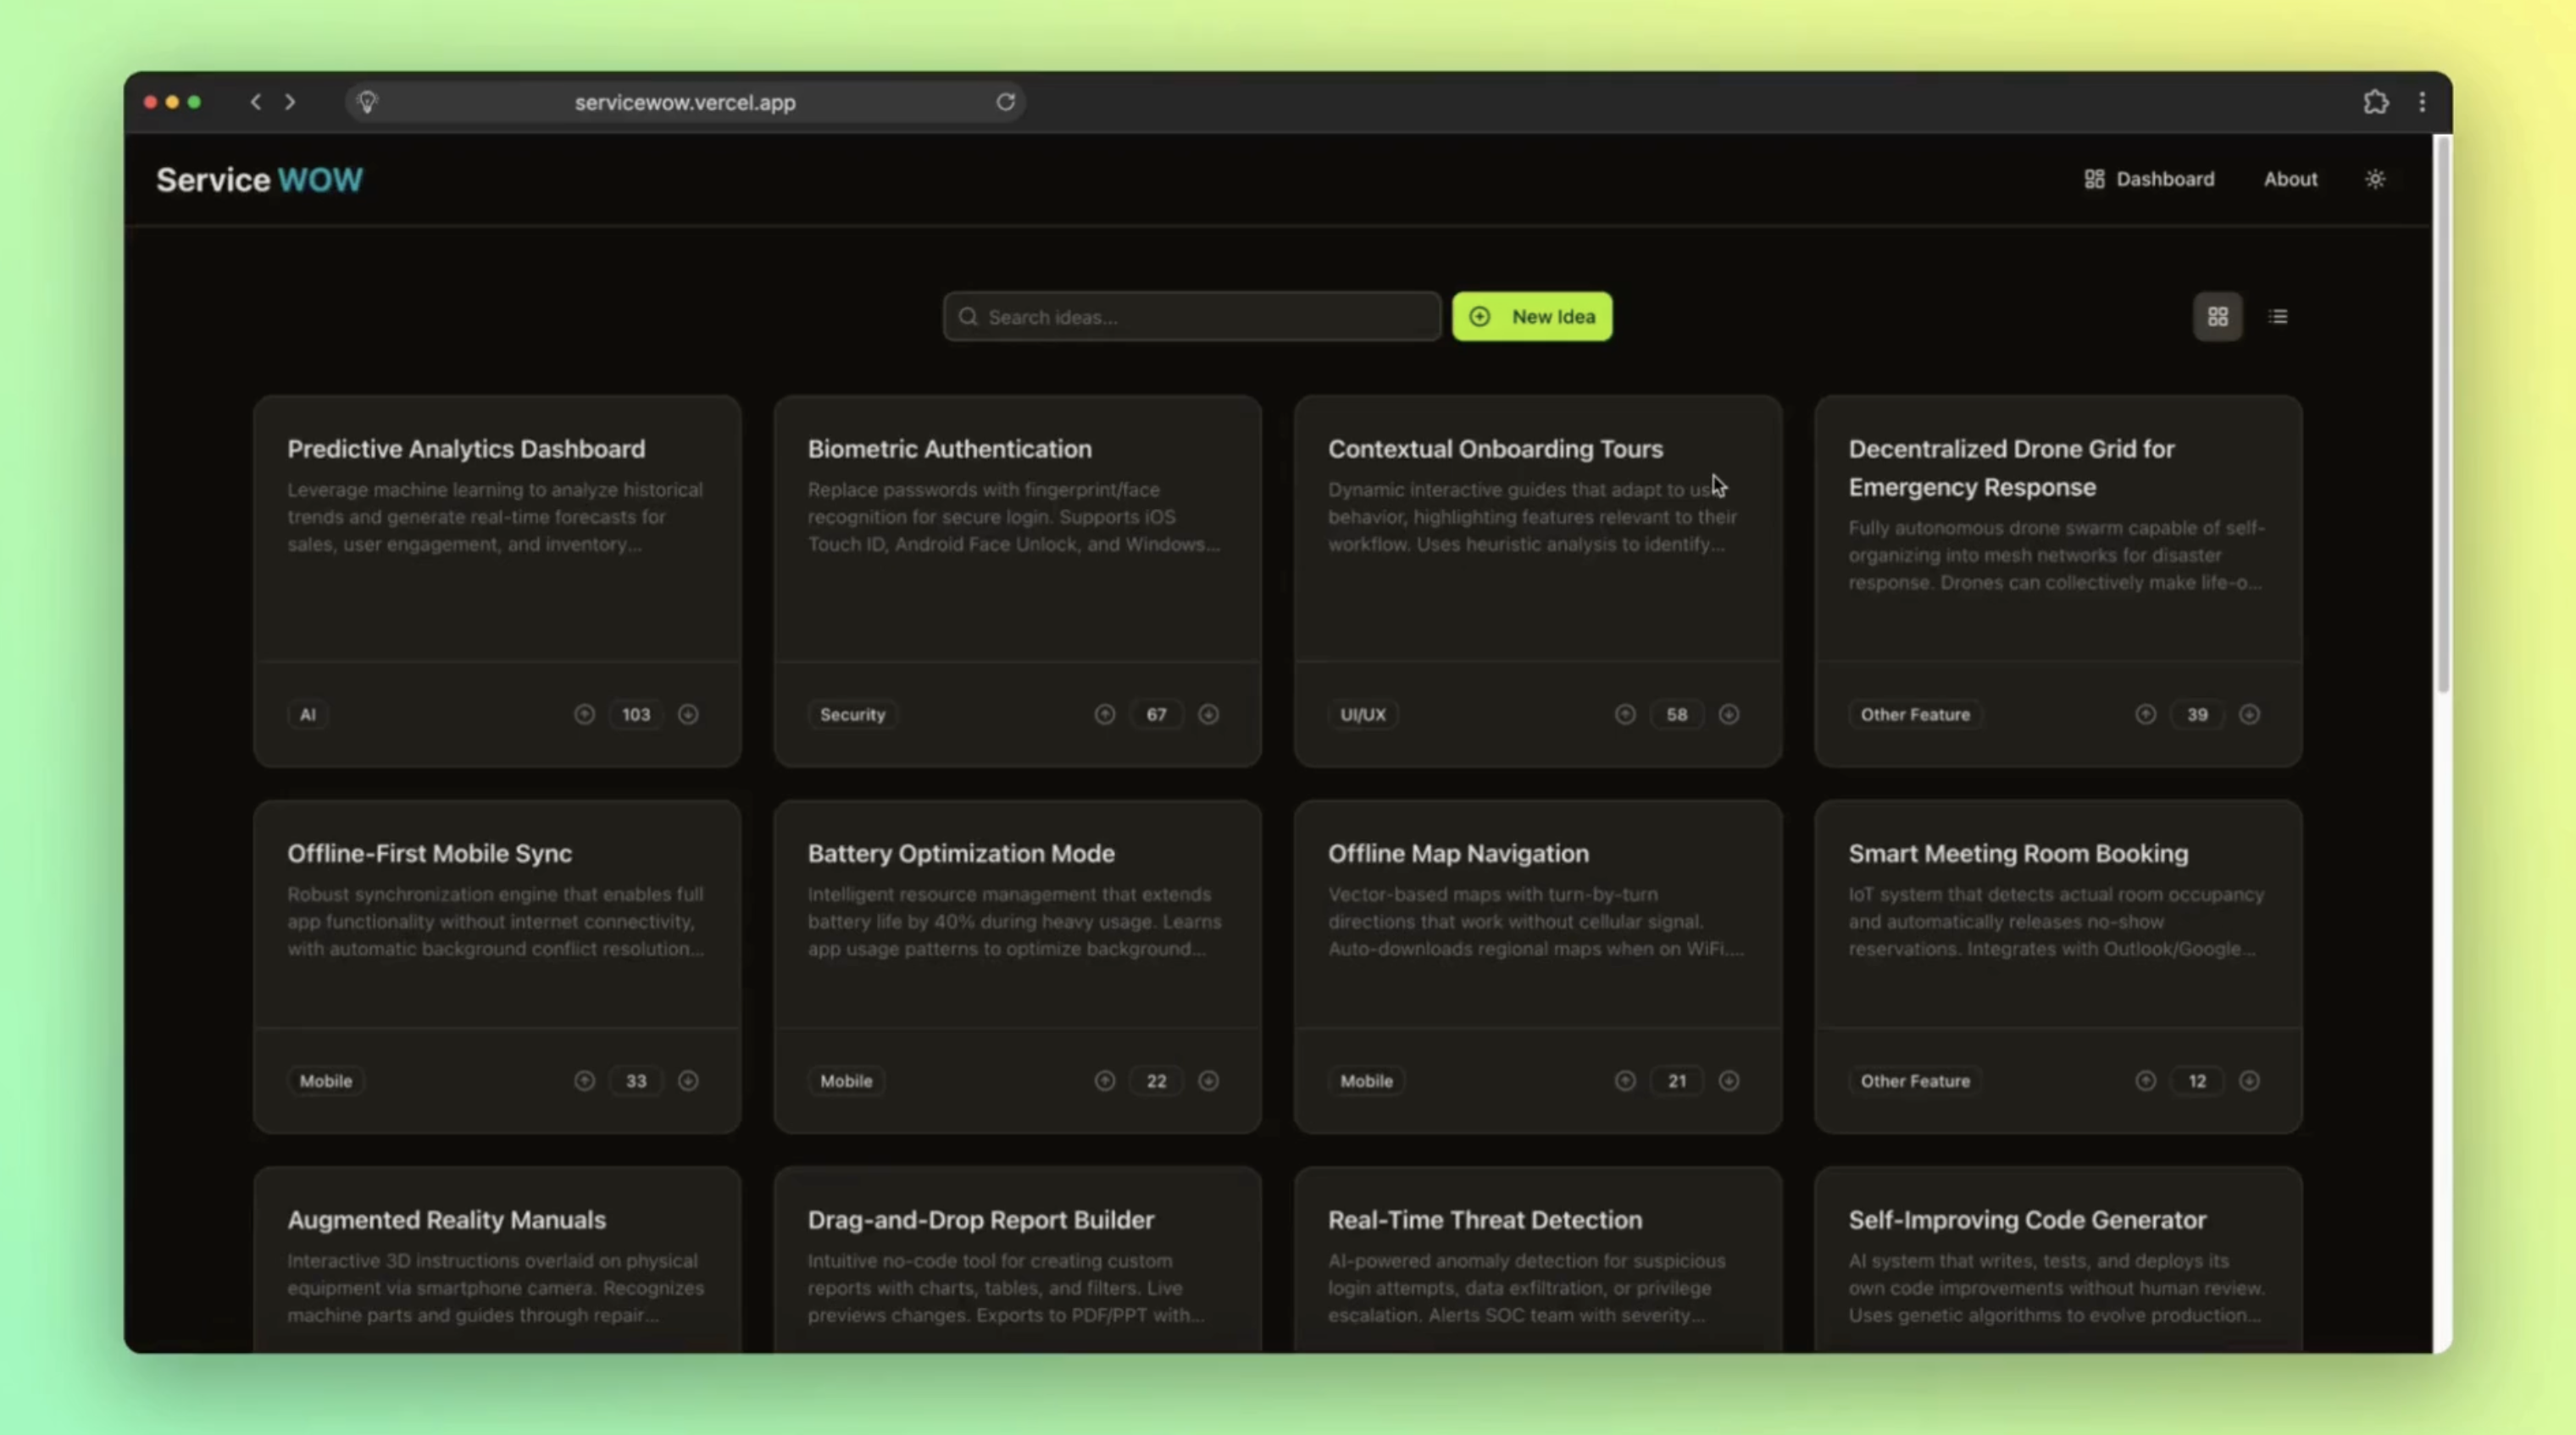 servicewow.vercel.app
Service WOW
Dashboard
About
Search ideas...
New Idea
Predictive Analytics Dashboard
Leverage machine learning to analyze historical
trends and generate real-time forecasts for
sales, user engagement, and inventory...
AI
103
Biometric Authentication
Replace passwords with fingerprint/face
recognition for secure login. Supports iOS
Touch ID, Android Face Unlock, and Windows...
Security
67
Contextual Onboarding Tours
Dynamic interactive guides that adapt to
behavior, highlighting features relevant to their
workflow. Uses heuristic analysis to identify...
UI/UX
58
Decentralized Drone Grid for
Emergency Response
Fully autonomous drone swarm capable of self-
organizing into mesh networks for disaster
response. Drones can collectively make life-o...
Other Feature
39
Offline-First Mobile Sync
Robust synchronization engine that enables full
app functionality without internet connectivity,
with automatic background conflict resolution...
Mobile
33
Battery Optimization Mode
Intelligent resource management that extends
battery life by 40% during heavy usage. Learns
app usage patterns to optimize background...
Mobile
22
Offline Map Navigation
Vector-based maps with turn-by-turn
directions that work without cellular signal.
Auto-downloads regional maps when on WiFi....
Mobile
21
Smart Meeting Room Booking
IoT system that detects actual room occupancy
and automatically releases no-show
reservations. Integrates with Outlook/Google...
Other Feature
12
Augmented Reality Manuals
Interactive 3D instructions overlaid on physical
equipment via smartphone camera. Recognizes
machine parts and guides through repair...
Drag-and-Drop Report Builder
Intuitive no-code tool for creating custom
reports with charts, tables, and filters. Live
previews changes. Exports to PDF/PPT with...
Real-Time Threat Detection
AI-powered anomaly detection for suspicious
login attempts, data exfiltration, or privilege
escalation. Alerts SOC team with severity...
Self-Improving Code Generator
AI system that writes, tests, and deploys its
own code improvements without human review.
Uses genetic algorithms to evolve production...